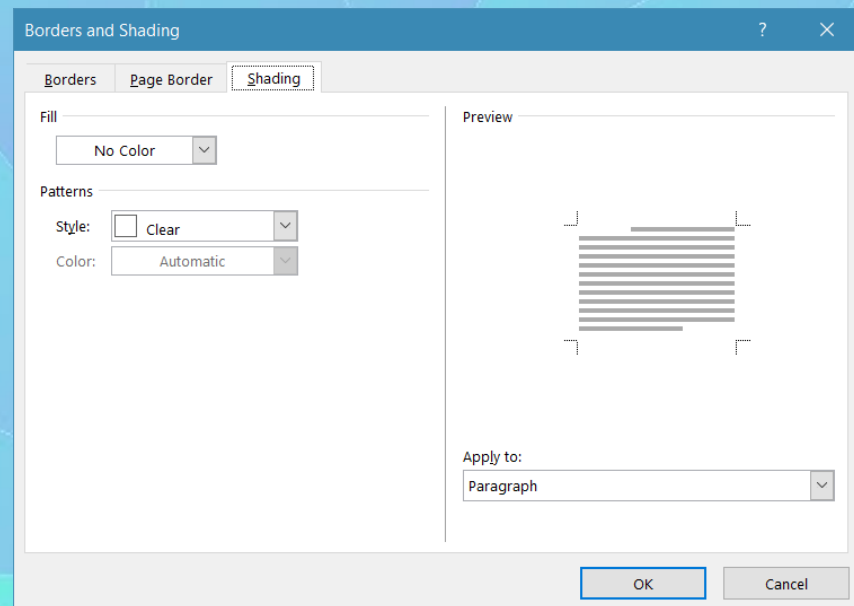 Borders and Shading ?
Borders Page Border Shading
Fill
No Color
Patterns
Style: Clear
Color: Automatic
Preview
Apply to:
Paragraph
OK Cancel